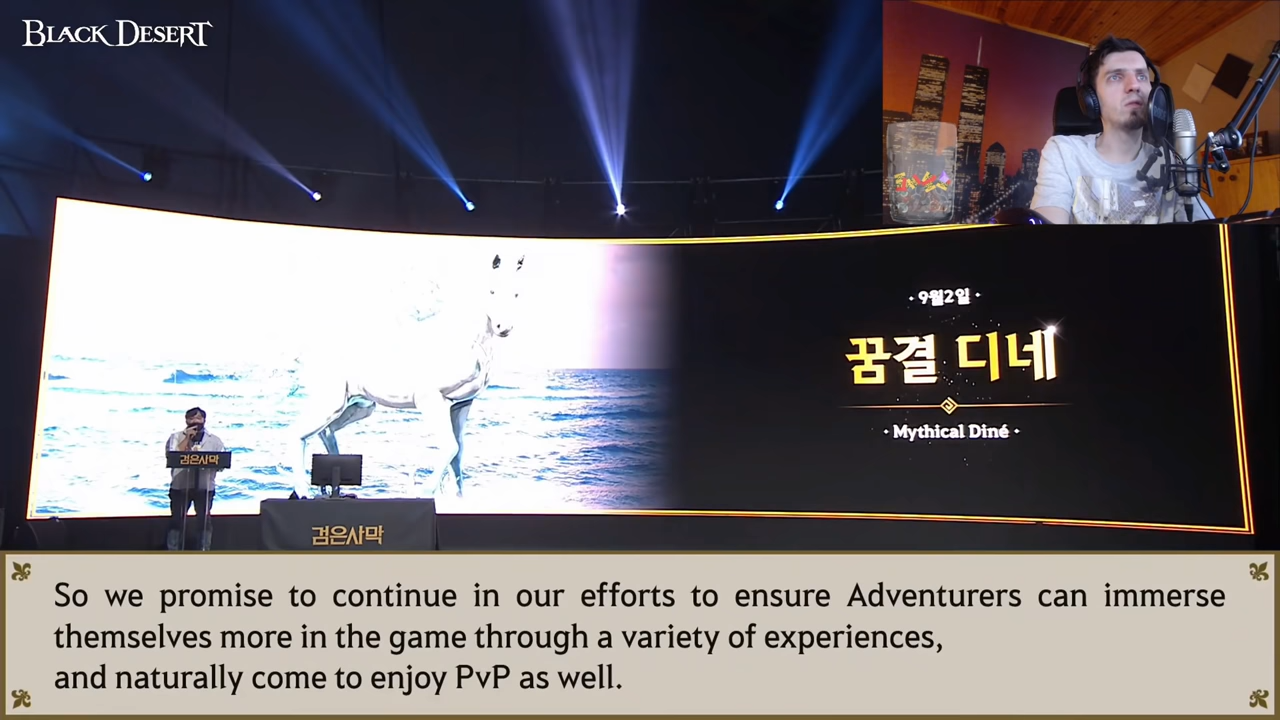 BLACK DESERT
· 9월2일 ·
꿈결 디네
· Mythical Diné ·
검은사막
검은사막
So we promise to continue in our efforts to ensure Adventurers can immerse
themselves more in the game through a variety of experiences,
and naturally come to enjoy PvP as well.